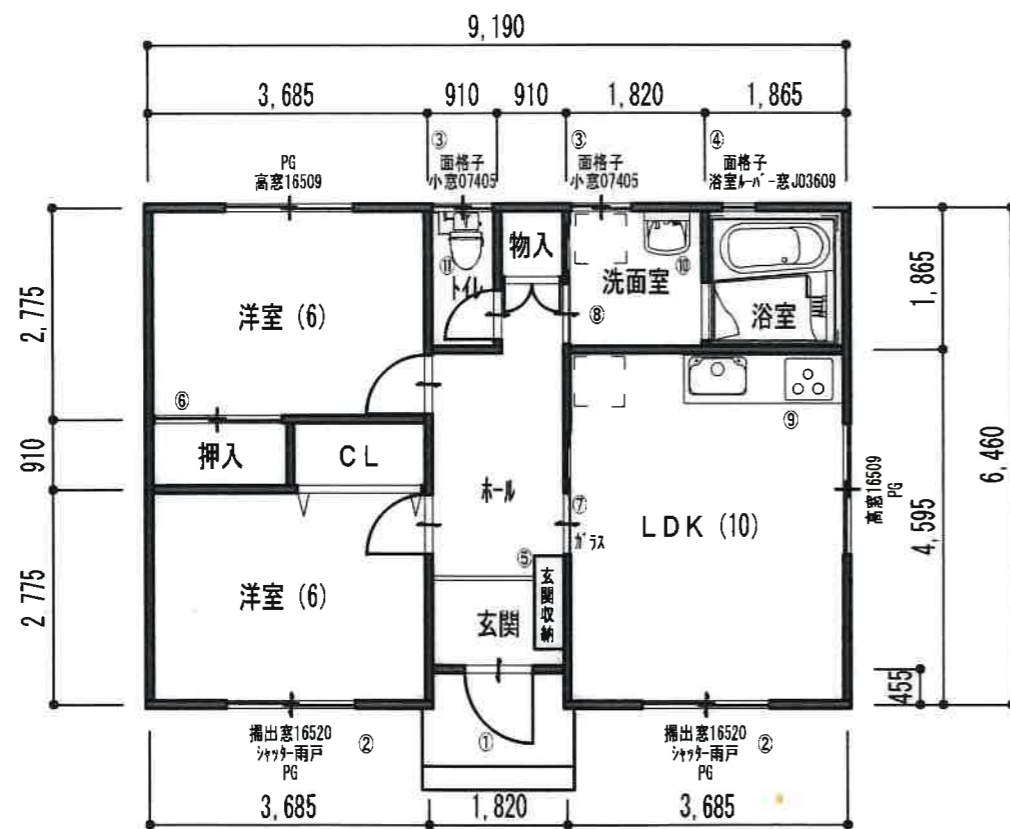 9,190
3,685
910
910
1,820
1,865
③
③
④
PG
高窓16509
面格子
小窓07405
面格子
小窓07405
面格子
浴室ルーバー窓J03609
2,775
910
2,775
洋室(6)
⑪
トイレ
物入
洗面室
⑩
⑧
浴室
⑥
押入
CL
ホール
⑦
ガラス
LDK(10)
⑨
高窓16509
PG
1,865
4,595
6,460
455
洋室(6)
⑤
玄関収納
玄関
①
掃出窓16520
シャッター雨戸
PG
②
掃出窓16520
シャッター雨戸
PG
②
3,685
1,820
3,685